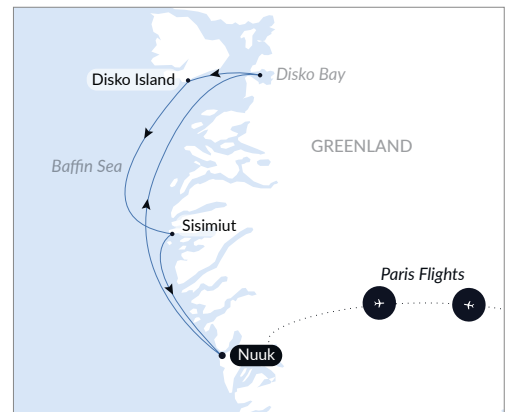 Disko Island
Disko Bay
GREENLAND
Baffin Sea
Sisimiut
Paris Flights
Nuuk